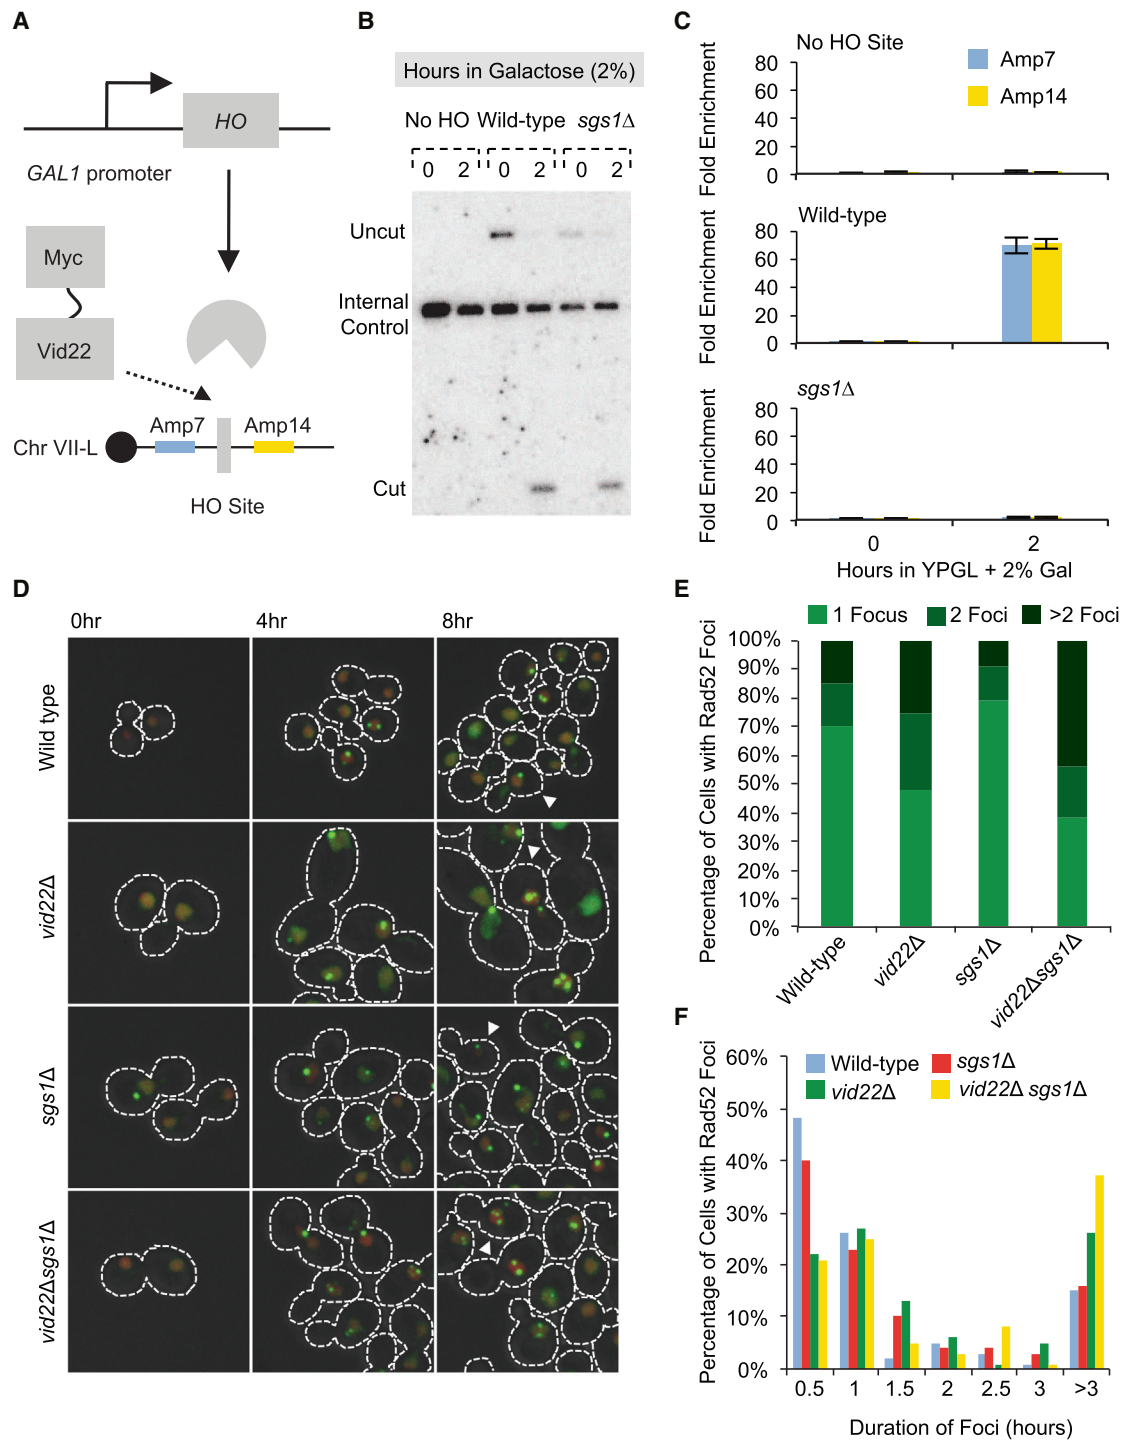 A
HO
GAL1 promoter
Myc
Vid22
Amp7
Amp14
Chr VII-L
HO Site
B
Hours in Galactose (2%)
No HO Wild-type sgs1Δ
0 2 0 2 0 2
Uncut
Internal
Control
Cut
C
No HO Site
Amp7
Amp14
Fold Enrichment
80
60
40
20
0
Wild-type
Fold Enrichment
80
60
40
20
0
sgs1Δ
Fold Enrichment
80
60
40
20
0
0 2
Hours in YPGL + 2% Gal
D
0hr 4hr 8hr
Wild type
vid22Δ
sgs1Δ
vid22Δsgs1Δ
E
1 Focus 2 Foci >2 Foci
Percentage of Cells with Rad52 Foci
100%
90%
80%
70%
60%
50%
40%
30%
20%
10%
0%
Wild-type
vid22Δ
sgs1Δ
vid22Δsgs1Δ
F
Wild-type sgs1Δ
vid22Δ vid22Δ sgs1Δ
Percentage of Cells with Rad52 Foci
60%
50%
40%
30%
20%
10%
0%
0.5 1 1.5 2 2.5 3 >3
Duration of Foci (hours)